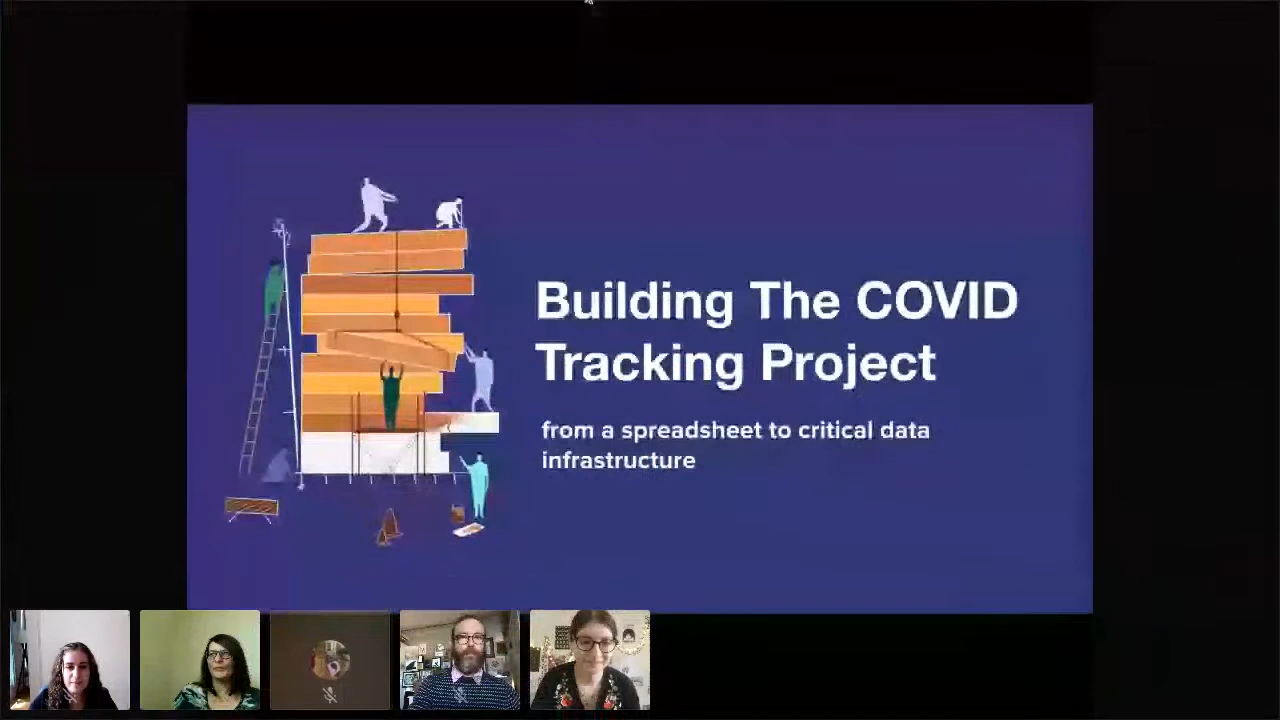 Building The COVID
Tracking Project
from a spreadsheet to critical data
infrastructure